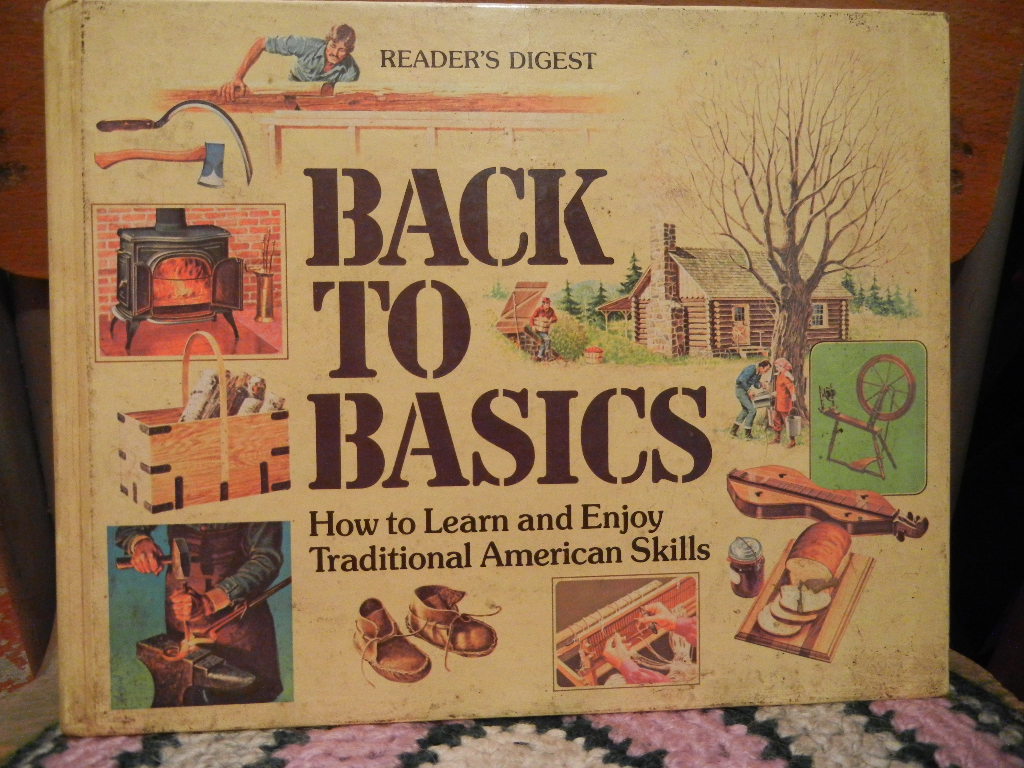 READER'S DIGEST
BACK
TO
BASICS
How to Learn and Enjoy
Traditional American Skills